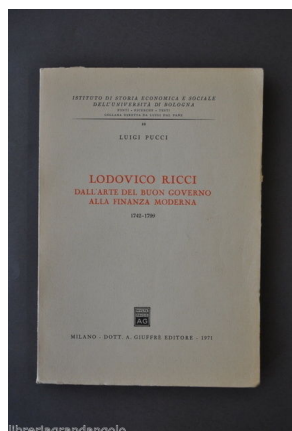 ISTITUTO DI STORIA ECONOMICA E SOCIALE
DELL'UNIVERSITÀ DI BOLOGNA
LUIGI PUCCI
LODOVICO RICCI
DALL'ARTE DEL BUON GOVERNO
ALLA FINANZA MODERNA
1742-1799
AG
MILANO - DOTT. A. GIUFFRÈ EDITORE - 1971
libreriagrandangolo